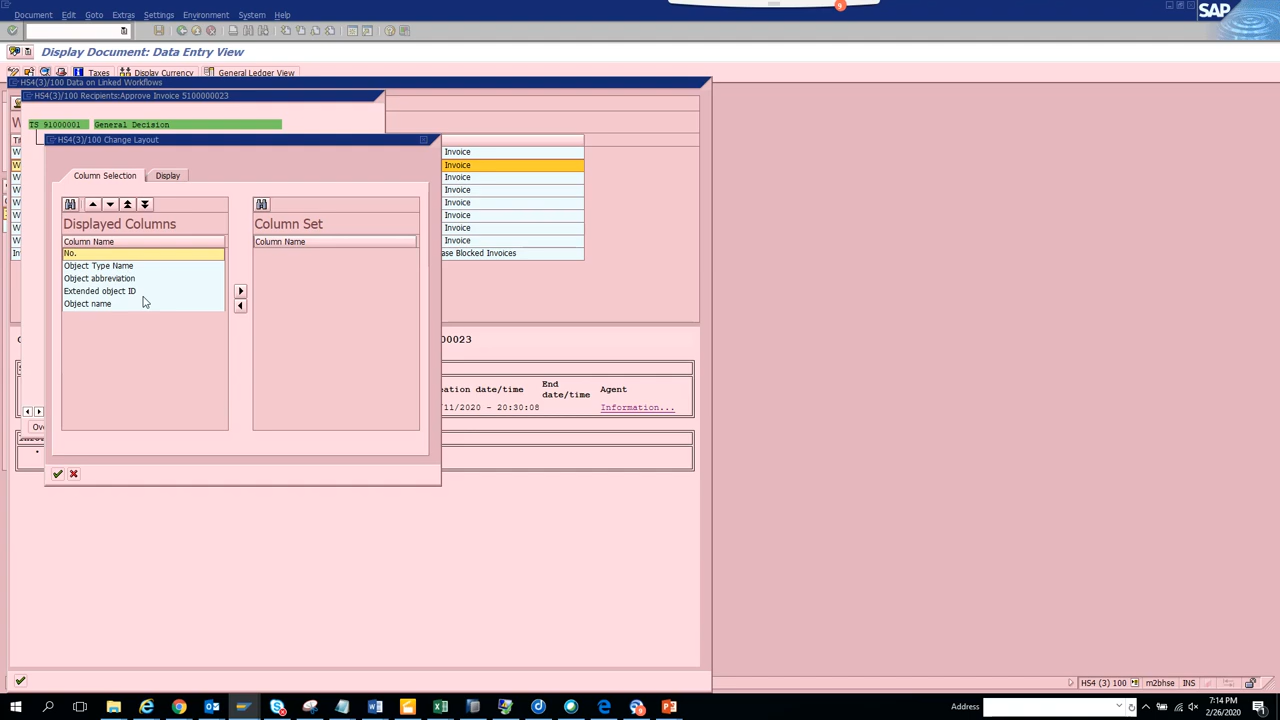 Document Edit Goto Extras Settings Environment System Help
SAP
Display Document: Data Entry View
Taxes Display Currency General Ledger View
HS4(3)/100 Data on Linked Workflows
HS4(3)/100 Recipients:Approve Invoice 5100000023
TS 91000001 General Decision
HS4(3)/100 Change Layout
Column Selection Display
Displayed Columns
Column Name
No.
Object Type Name
Object abbreviation
Extended object ID
Object name
Column Set
Column Name
Invoice
Invoice
Invoice
Invoice
Invoice
Invoice
Invoice
Invoice
ase Blocked Invoices
00023
ation date/time End date/time Agent
/11/2020 - 20:30:08 Information...
Ove
HS4 (3) 100 m2bhse INS
Address
7:14 PM
2/26/2020